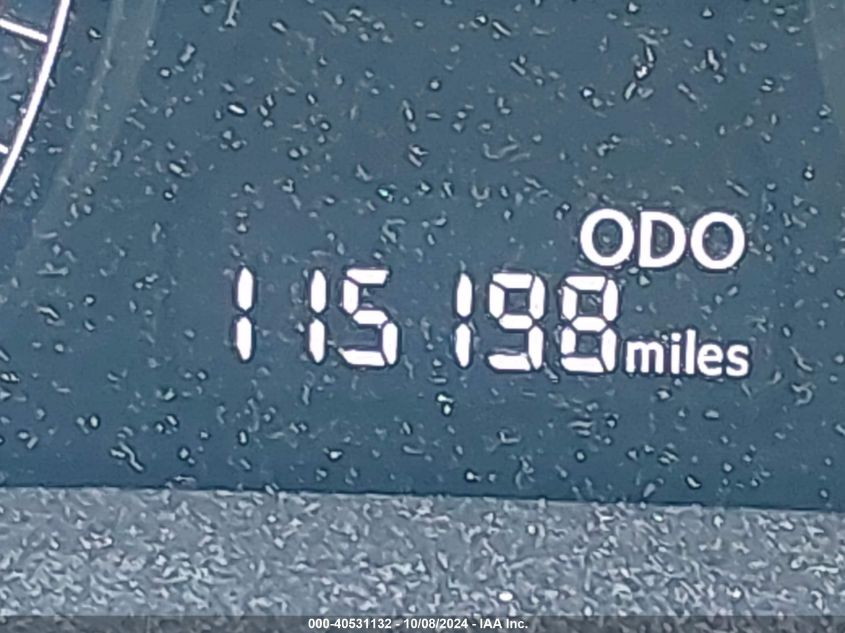 ODO
115198 miles
000-40531132 - 10/08/2024 - IAA Inc.